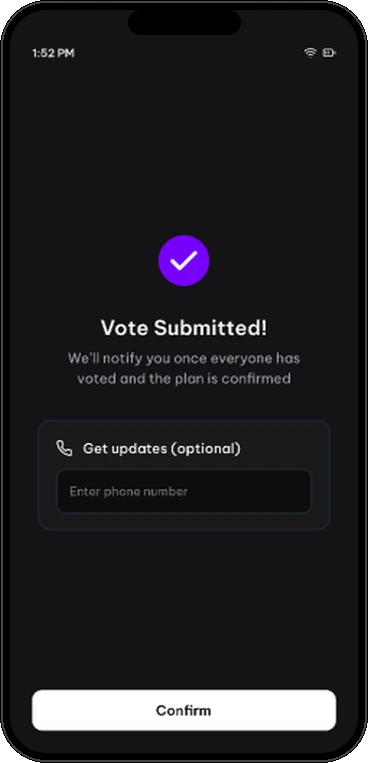 1:52 PM
Vote Submitted!
We'll notify you once everyone has
voted and the plan is confirmed
Get updates (optional)
Enter phone number
Confirm